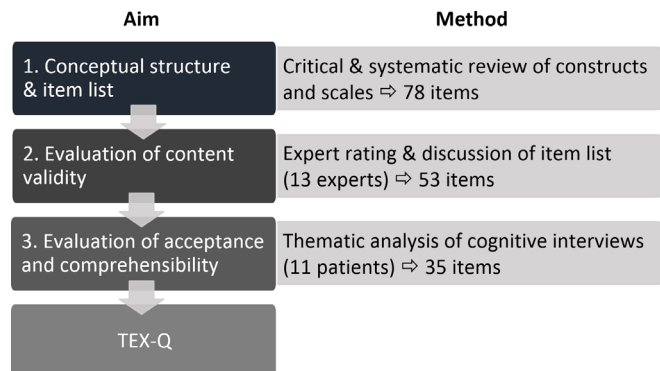 Aim
Method
1. Conceptual structure
& item list
Critical & systematic review of constructs
and scales ⇨ 78 items
2. Evaluation of content
validity
Expert rating & discussion of item list
(13 experts) ⇨ 53 items
3. Evaluation of acceptance
and comprehensibility
Thematic analysis of cognitive interviews
(11 patients) ⇨ 35 items
TEX-Q